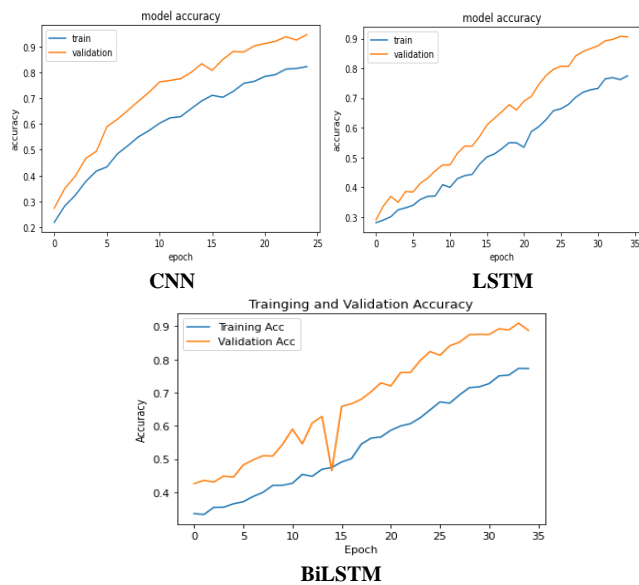 model accuracy
train
validation
accuracy
0.9
0.8
0.7
0.6
0.5
0.4
0.3
0.2
0 5 10 15 20 25
epoch
CNN
model accuracy
train
validation
accuracy
0.9
0.8
0.7
0.6
0.5
0.4
0.3
0 5 10 15 20 25 30 35
epoch
LSTM
Trainging and Validation Accuracy
Training Acc
Validation Acc
Accuracy
0.9
0.8
0.7
0.6
0.5
0.4
0 5 10 15 20 25 30 35
Epoch
BiLSTM